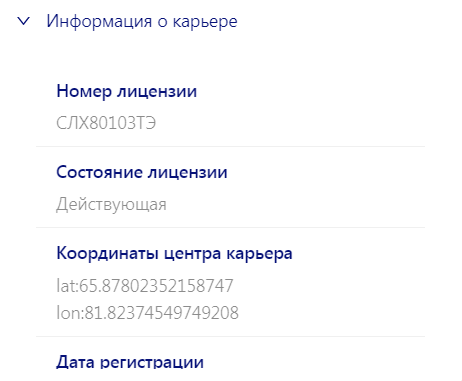 Информация о карьере
Номер лицензии
СЛХ80103ТЭ
Состояние лицензии
Действующая
Координаты центра карьера
lat:65.87802352158747
lon:81.82374549749208
Дата регистрации